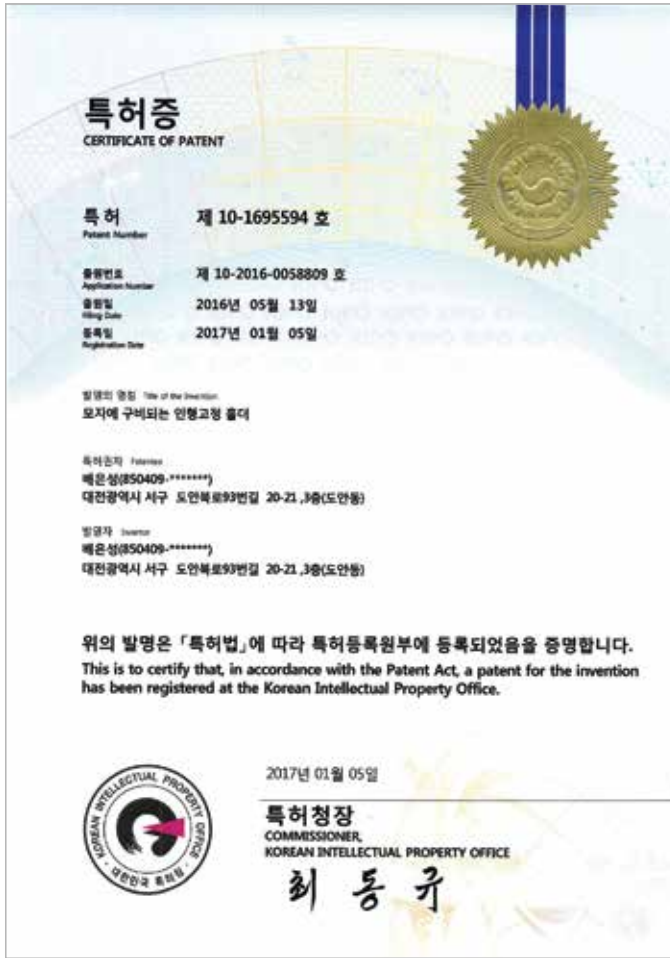 특허증
CERTIFICATE OF PATENT
특허 제 10-1695594 호
Patent Number
출원번호 제 10-2016-0058809 호
Application Number
출원일 2016년 05월 13일
Filing Date
등록일 2017년 01월 05일
Registration Date
발명의 명칭 Title of the Invention
모자에 구비되는 인형고정 홀더
특허권자 Patentee
배은성(850409-*******)
대전광역시 서구 도안북로93번길 20-21 ,3층(도안동)
발명자 Inventor
배은성(850409-*******)
대전광역시 서구 도안북로93번길 20-21 ,3층(도안동)
위의 발명은 「특허법」에 따라 특허등록원부에 등록되었음을 증명합니다.
This is to certify that, in accordance with the Patent Act, a patent for the invention
has been registered at the Korean Intellectual Property Office.
2017년 01월 05일
특허청장
COMMISSIONER,
KOREAN INTELLECTUAL PROPERTY OFFICE
최동규
KOREAN INTELLECTUAL PROPERTY OFFICE
대한민국 특허청